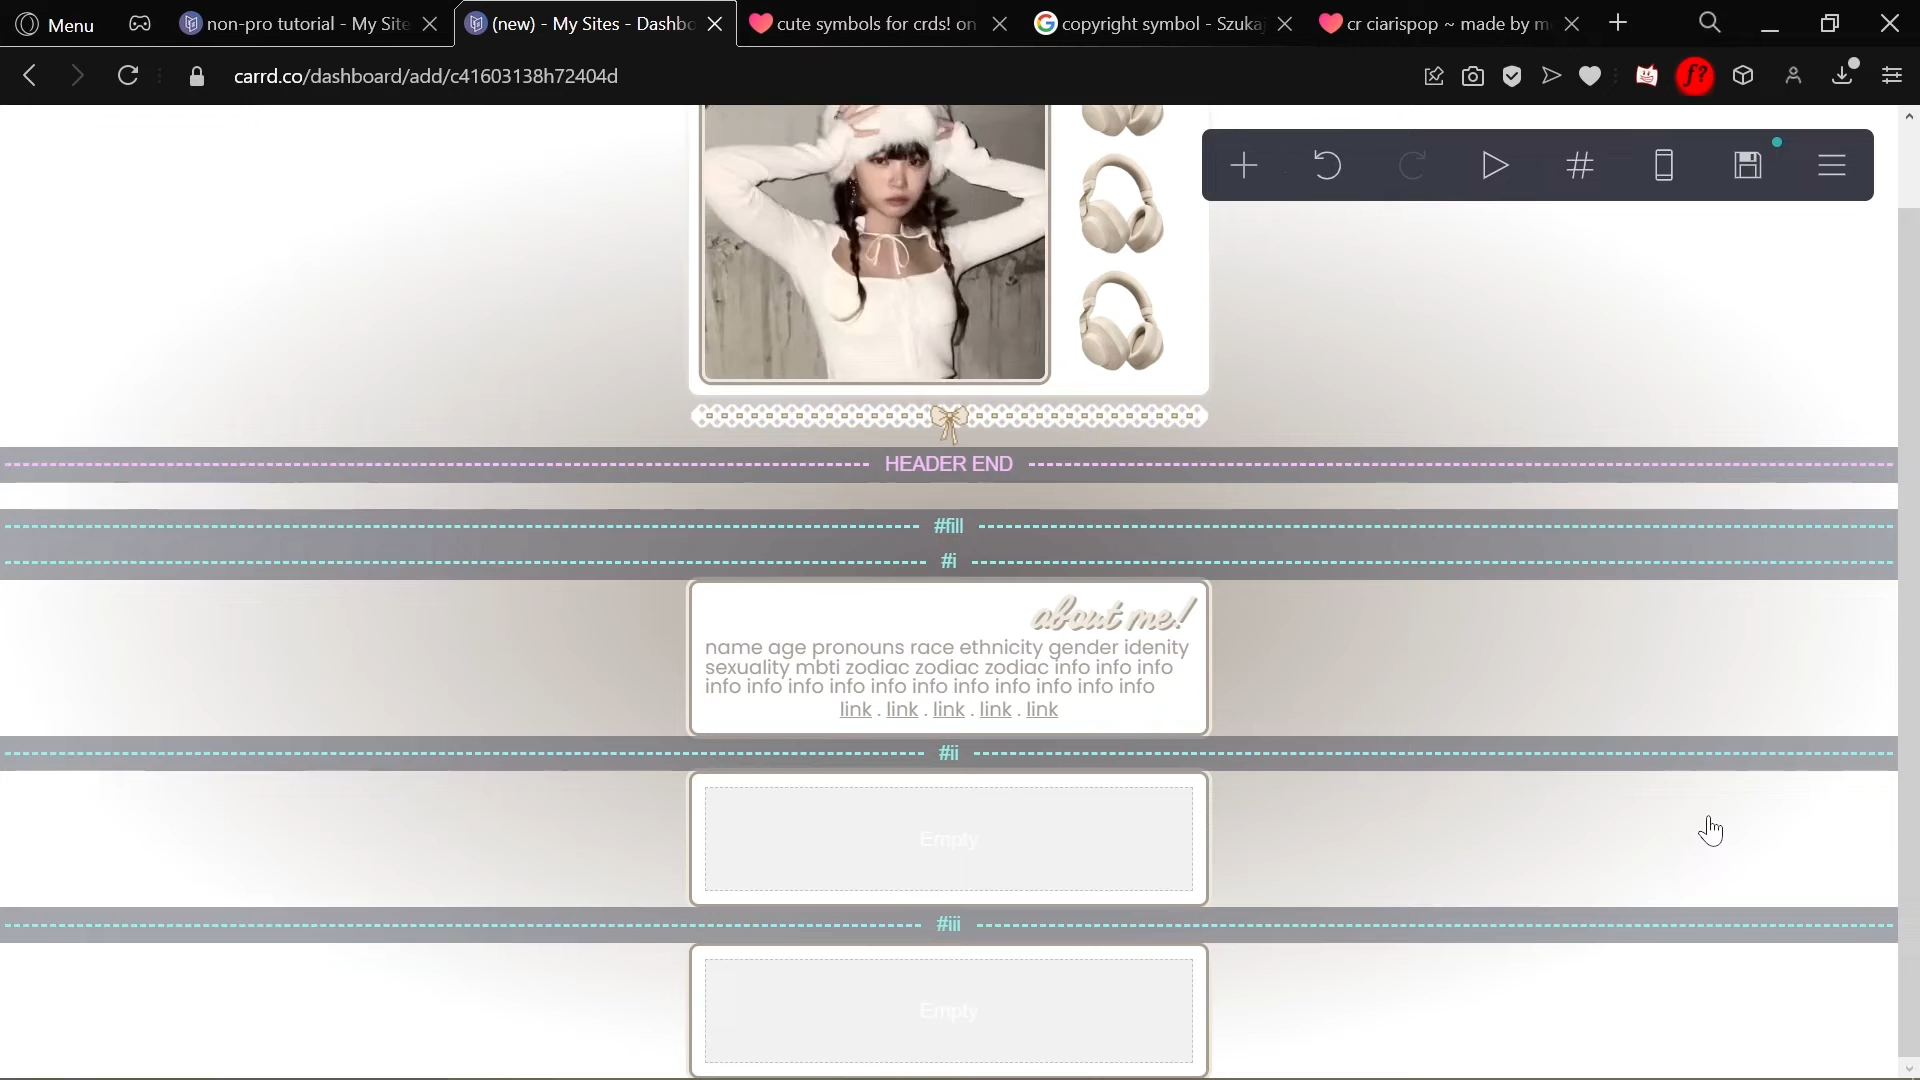 Menu
non-pro tutorial - My Site
(new) - My Sites - Dashbo
cute symbols for crds! on
copyright symbol - Szuka
cr ciarispop ~ made by m
carrd.co/dashboard/add/c41603138h72404d
f?
HEADER END
#fill
#i
about me!
name age pronouns race ethnicity gender idenity
sexuality mbti zodiac zodiac zodiac info info info
info info info info info info info info info info info
link . link . link . link . link
#ii
Empty
#iii
Empty